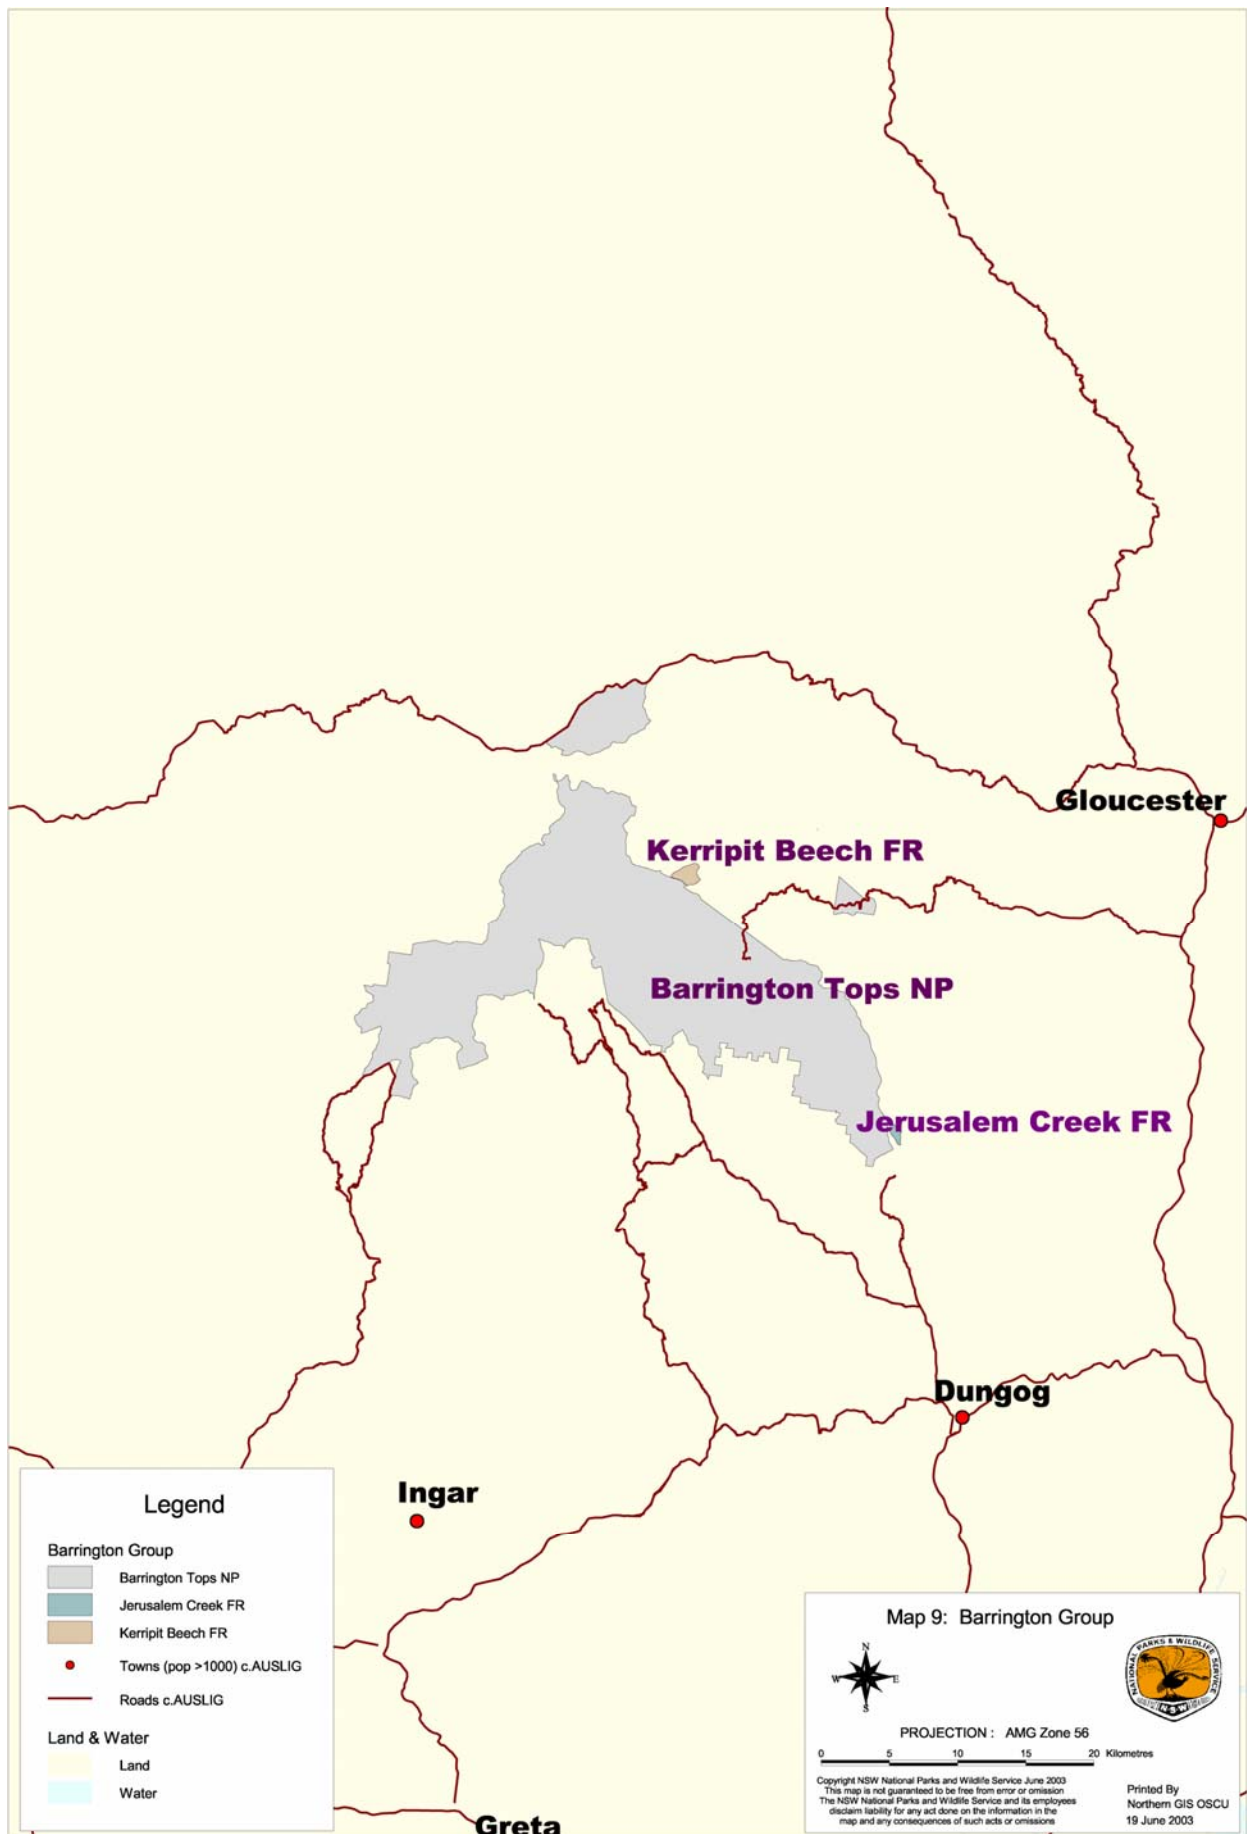 Gloucester
Kerripit Beech FR
Barrington Tops NP
Jerusalem Creek FR
Dungog
Ingar
Greta
Legend
Barrington Group
Barrington Tops NP
Jerusalem Creek FR
Kerripit Beech FR
Towns (pop >1000) c.AUSLIG
Roads c.AUSLIG
Land & Water
Land
Water
Map 9: Barrington Group
N
W E
S
NATIONAL PARKS & WILDLIFE SERVICE
N·S·W
PROJECTION : AMG Zone 56
0 5 10 15 20 Kilometres
Copyright NSW National Parks and Wildlife Service June 2003
This map is not guaranteed to be free from error or omission
The NSW National Parks and Wildlife Service and its employees
disclaim liability for any act done on the information in the
map and any consequences of such acts or omissions
Printed By
Northern GIS OSCU
19 June 2003